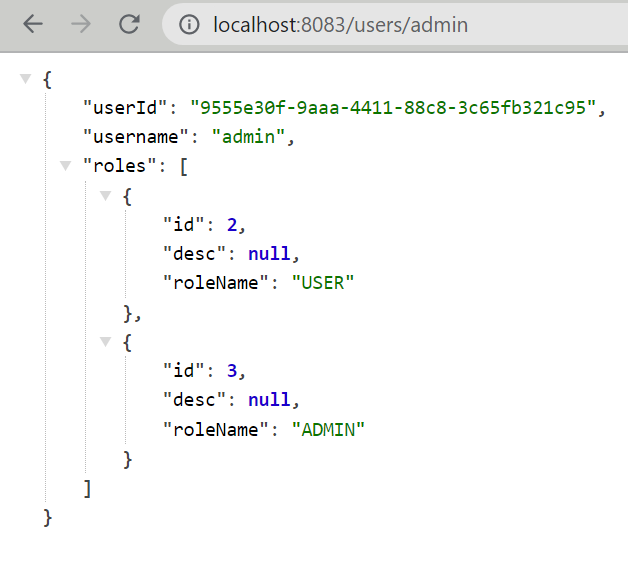 localhost:8083/users/admin
{
"userId": "9555e30f-9aaa-4411-88c8-3c65fb321c95",
"username": "admin",
"roles": [
{
"id": 2,
"desc": null,
"roleName": "USER"
},
{
"id": 3,
"desc": null,
"roleName": "ADMIN"
}
]
}